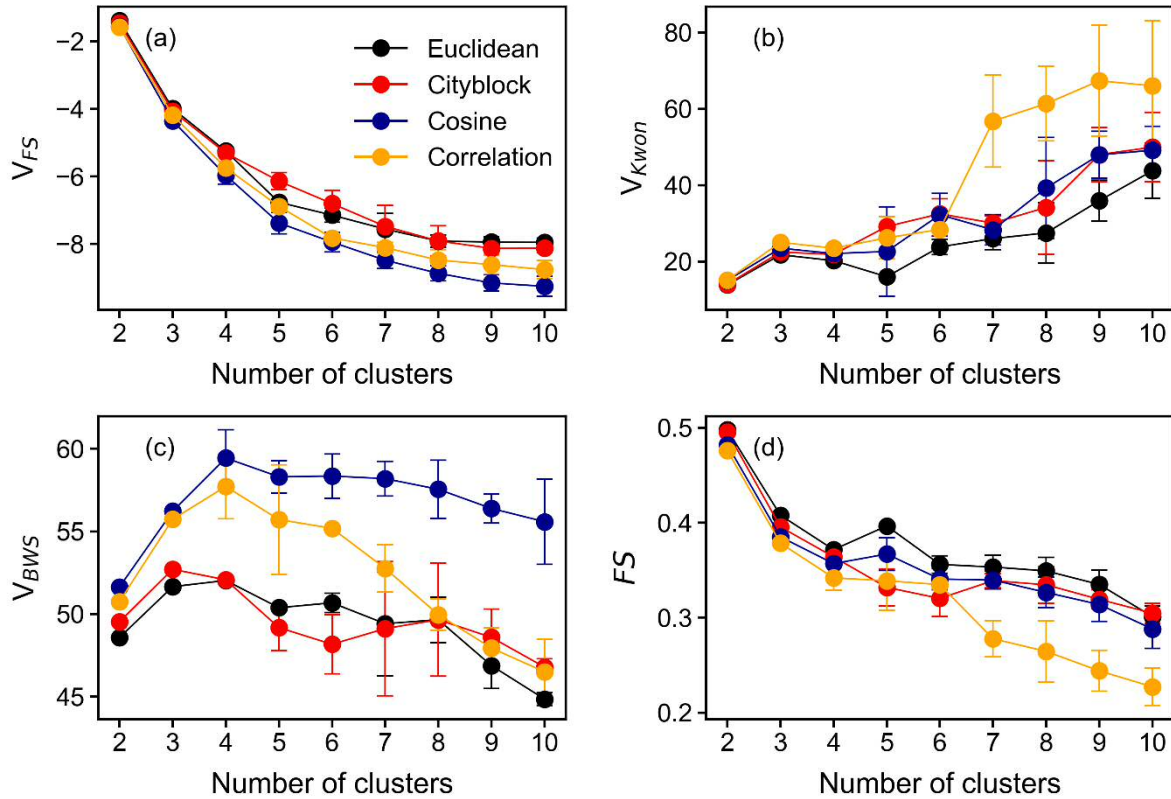 (a)
Euclidean
Cityblock
Cosine
Correlation
V_FS
−2
−4
−6
−8
2 3 4 5 6 7 8 9 10
Number of clusters
(b)
V_Kwon
80
60
40
20
2 3 4 5 6 7 8 9 10
Number of clusters
(c)
V_BWS
60
55
50
45
2 3 4 5 6 7 8 9 10
Number of clusters
(d)
FS
0.5
0.4
0.3
0.2
2 3 4 5 6 7 8 9 10
Number of clusters